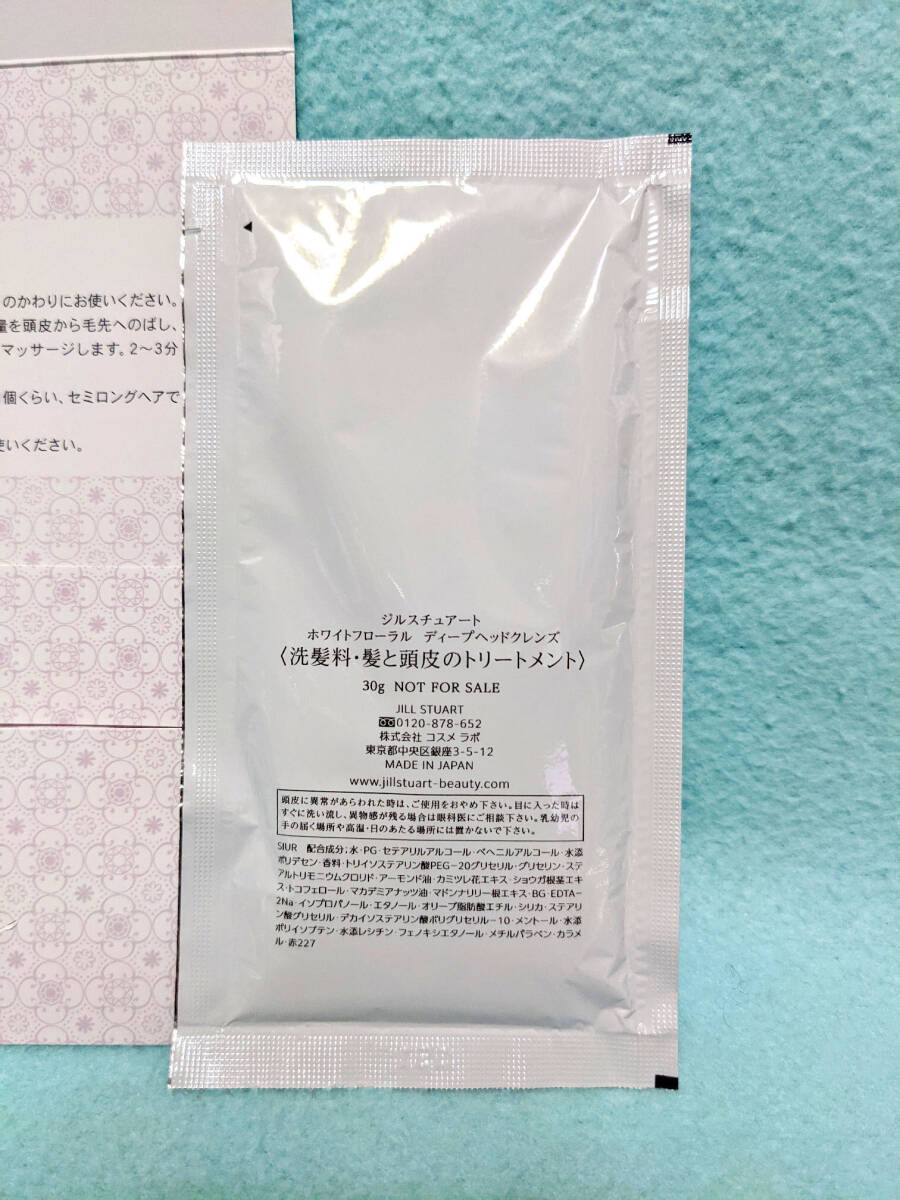 のかわりにお使いください。
量を頭皮から毛先へのばし、
マッサージします。2～3分
個くらい、セミロングヘアで
使いください。
ジルスチュアート
ホワイトフローラル ディープヘッドクレンズ
〈洗髪料・髪と頭皮のトリートメント〉
30g NOT FOR SALE
JILL STUART
0120-878-652
株式会社 コスメ ラボ
東京都中央区銀座3-5-12
MADE IN JAPAN
www.jillstuart-beauty.com
頭皮に異常があらわれた時は、ご使用をおやめ下さい。目に入った時は
すぐに洗い流し、異物感が残る場合は眼科医にご相談下さい。乳幼児の
手の届く場所や高温・日のあたる場所には置かないで下さい。
SIUR 配合成分;水・PG・セテアリルアルコール・ベヘニルアルコール・水添
ポリデセン・香料・トリイソステアリン酸PEG-20グリセリル・グリセリン・ステ
アルトリモニウムクロリド・アーモンド油・カミツレ花エキス・ショウガ根茎エキ
ス・トコフェロール・マカデミアナッツ油・マドンナリリー根エキス・BG・EDTA-
2Na・イソプロパノール・エタノール・オリーブ脂肪酸エチル・シリカ・ステアリ
ン酸グリセリル・デカイソステアリン酸ポリグリセリル-10・メントール・水添
ポリイソブテン・水添レシチン・フェノキシエタノール・メチルパラベン・カラメ
ル・赤227